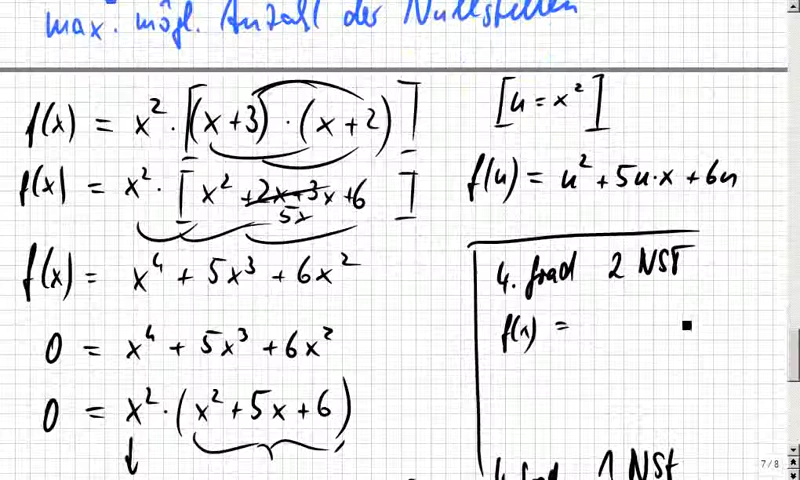 max. mögl. Anzahl der Nullstellen
f(x) = x² · [(x+3) · (x+2)]
[u = x²]
f(x) = x² · [x² + 2x+3x +6]
5x
f(u) = u² + 5u·x + 6u
f(x) = x⁴ + 5x³ + 6x²
4. Grad 2 NST
f(x) =
0 = x⁴ + 5x³ + 6x²
0 = x² · (x² + 5x + 6)
4. Grad 1 NST
7/8